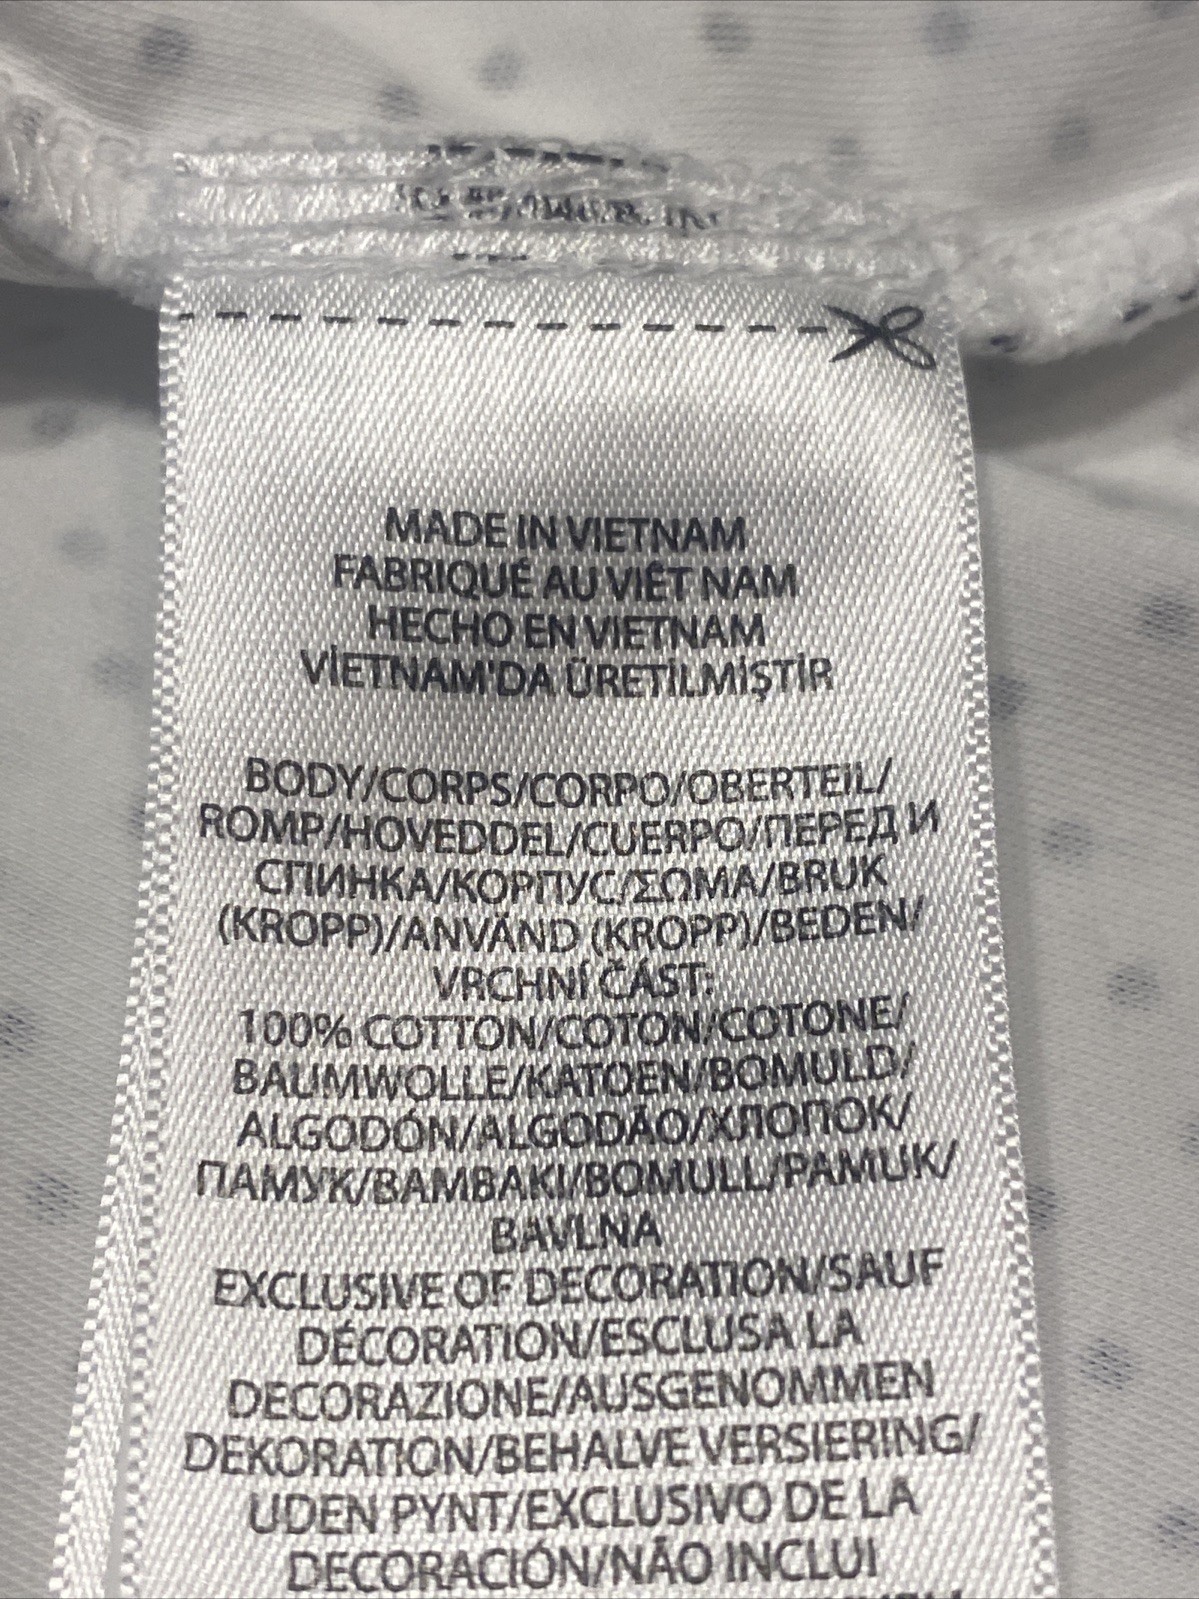 MADE IN VIETNAM
FABRIQUÉ AU VIÊT NAM
HECHO EN VIETNAM
VİETNAM'DA ÜRETİLMİŞTİR
BODY/CORPS/CORPO/OBERTEIL/
ROMP/HOVEDDEL/CUERPO/ПЕРЕД И
СПИНКА/КОРПУС/ΣΩΜΑ/BRUK
(KROPP)/ANVÄND (KROPP)/BEDEN/
VRCHNÍ ČÁST:
100% COTTON/COTON/COTONE/
BAUMWOLLE/KATOEN/BOMULD/
ALGODÓN/ALGODÃO/ХЛОПОК/
ПАМУК/ΒΑΜΒΑΚΙ/BOMULL/PAMUK/
BAVLNA
EXCLUSIVE OF DECORATION/SAUF
DÉCORATION/ESCLUSA LA
DECORAZIONE/AUSGENOMMEN
DEKORATION/BEHALVE VERSIERING/
UDEN PYNT/EXCLUSIVO DE LA
DECORACIÓN/NÃO INCLUI